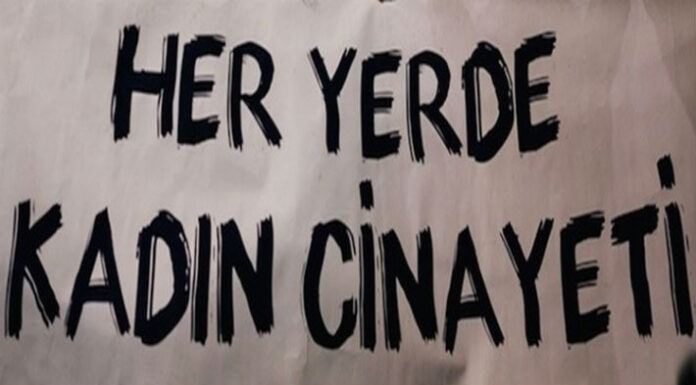 HER YERDE
KADIN CİNAYETİ